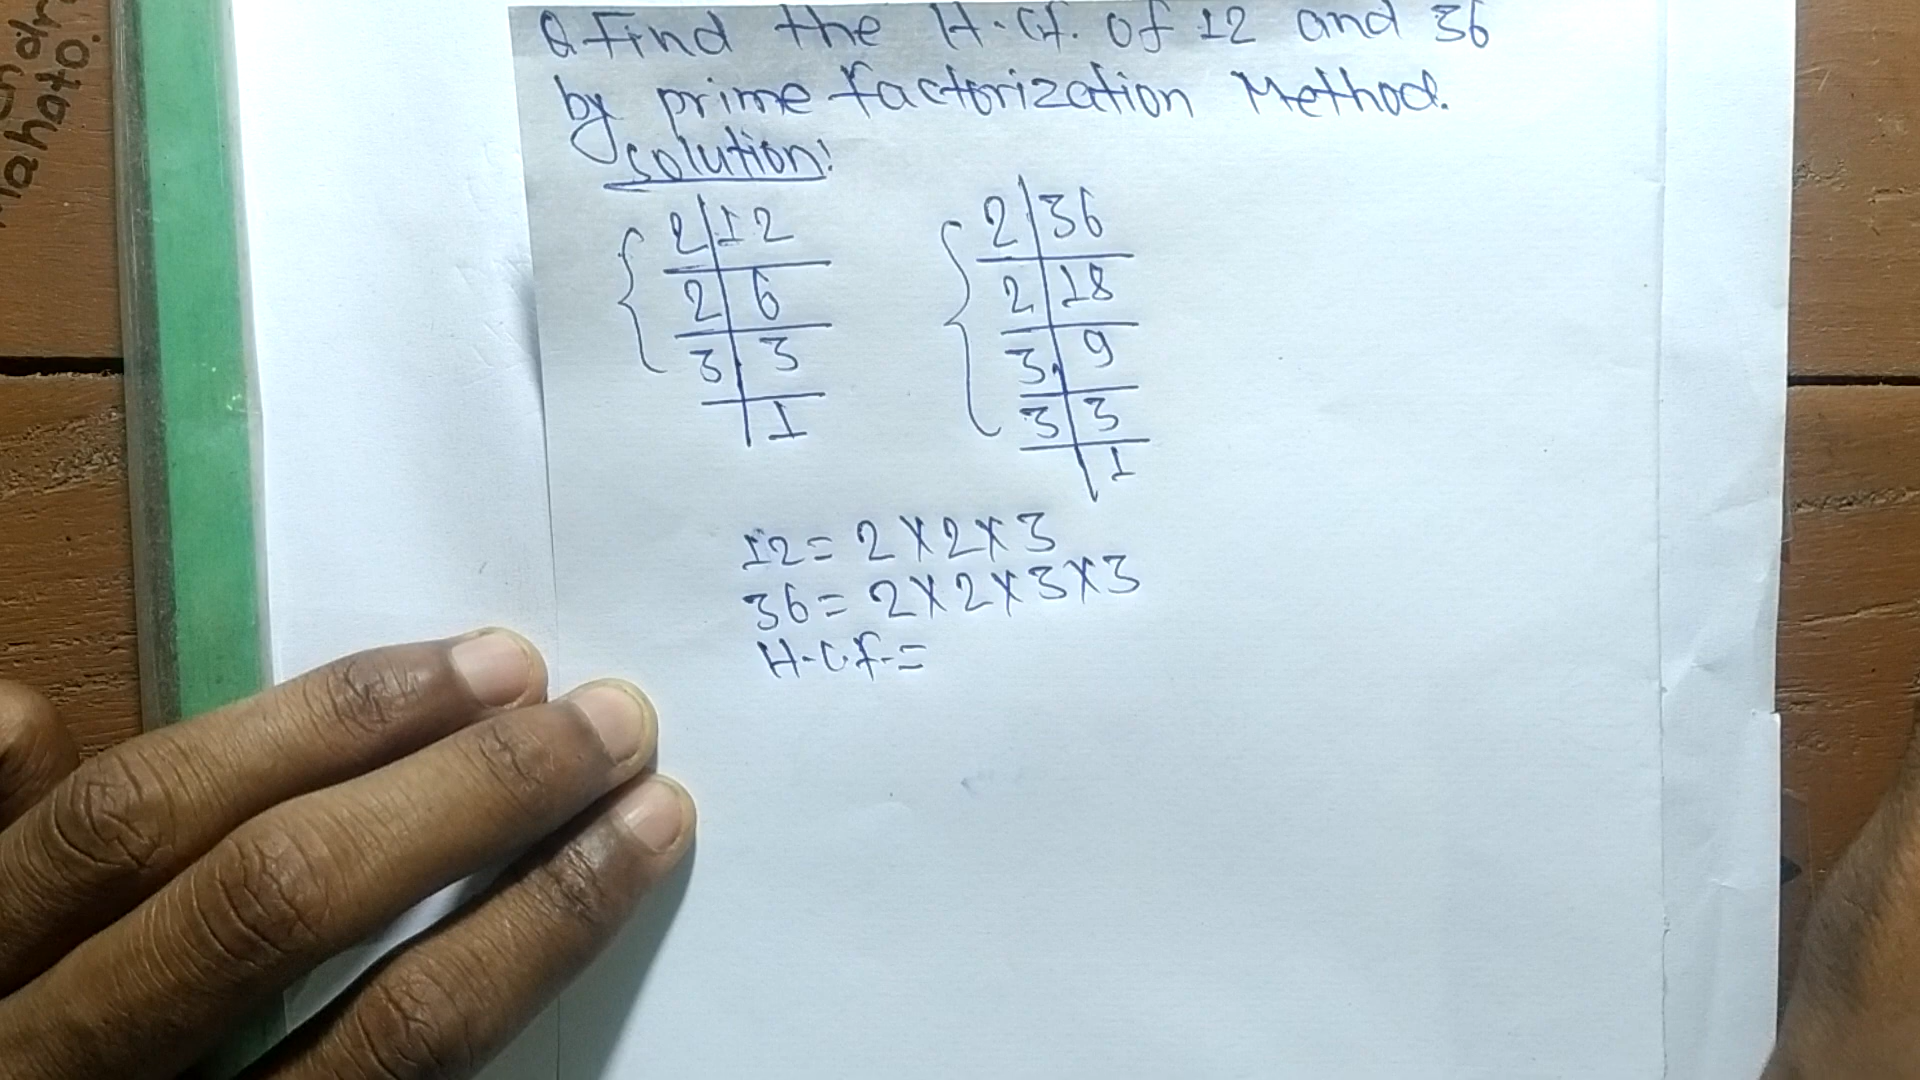 Q Find the H.C.F. of 12 and 36
by prime factorization Method.
solution:
2 12
2 6
3 3
1
2 36
2 18
3 9
3 3
1
12 = 2 × 2 × 3
36 = 2 × 2 × 3 × 3
H.C.F. =
ahato.